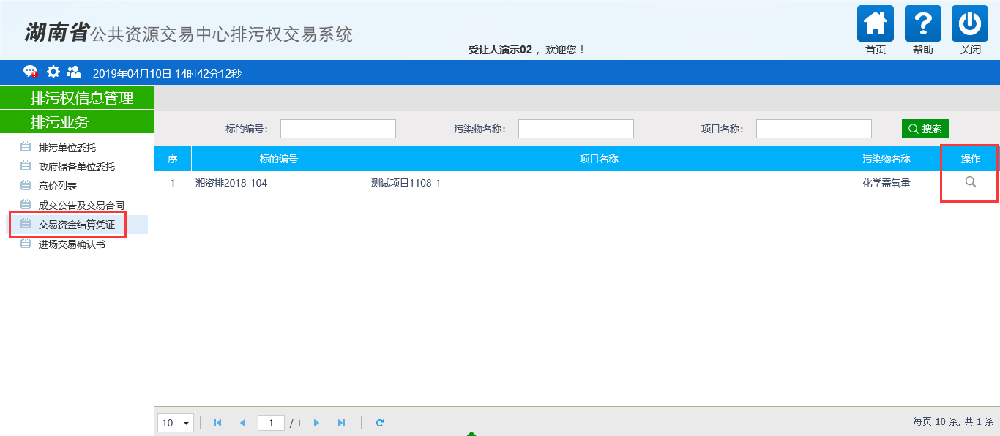 湖南省公共资源交易中心排污权交易系统
受让人演示02 ，欢迎您！
首页 帮助 关闭
2019年04月10日 14时42分12秒
排污权信息管理
排污业务
排污单位委托
政府储备单位委托
竞价列表
成交公告及交易合同
交易资金结算凭证
进场交易确认书
标的编号： 污染物名称： 项目名称： 搜索
序 标的编号 项目名称 污染物名称 操作
1 湘资排2018-104 测试项目1108-1 化学需氧量
10 1 / 1 每页 10 条, 共 1 条